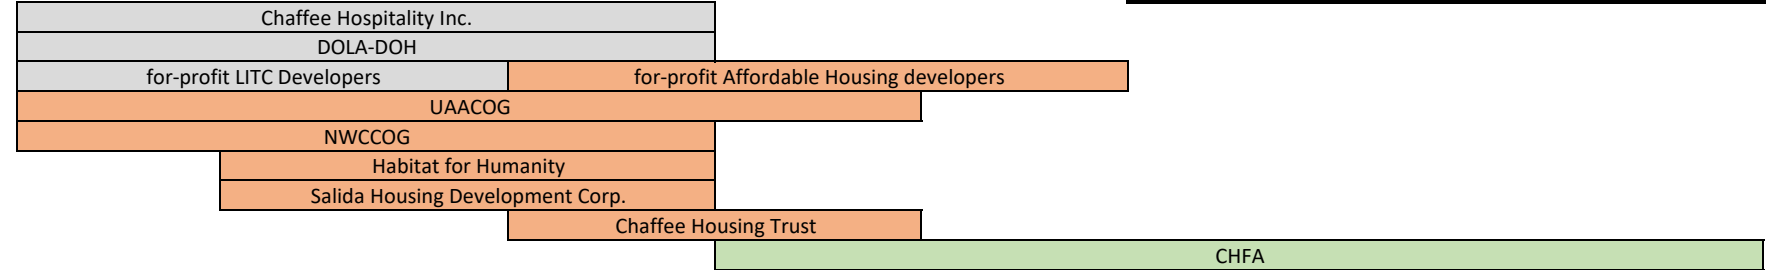 Chaffee Hospitality Inc.
DOLA-DOH
for-profit LITC Developers for-profit Affordable Housing developers
UAACOG
NWCCOG
Habitat for Humanity
Salida Housing Development Corp.
Chaffee Housing Trust
CHFA